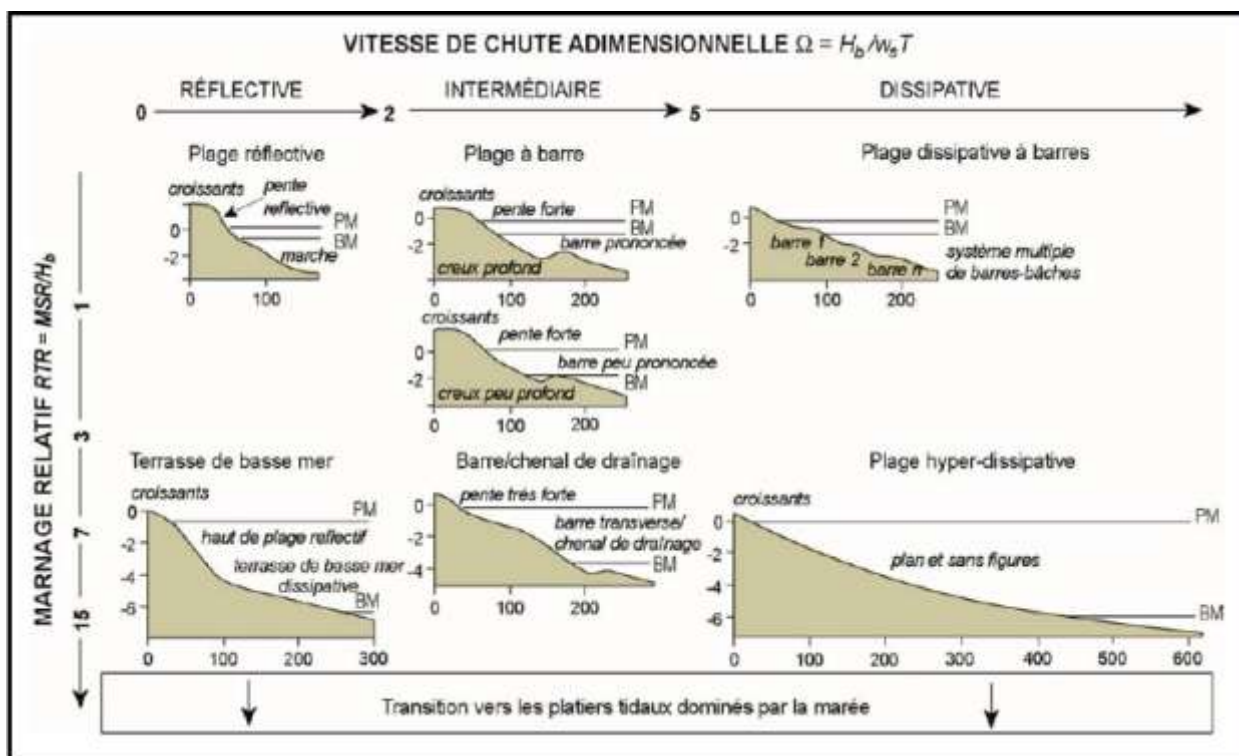 VITESSE DE CHUTE ADIMENSIONNELLE Ω = Hb/wsT
RÉFLECTIVE INTERMÉDIAIRE DISSIPATIVE
0 2 5
Plage réflective Plage à barre Plage dissipative à barres
croissants pente reflective PM BM marche
0
-2
0 100
croissants pente forte PM BM barre prononcée creux profond
0
-2
0 200
PM BM barre 1 barre 2 barre n système multiple de barres-bâches
0
-2
0 100 200
MARNAGE RELATIF RTR = MSR/Hb
1
3
7
15
croissants
pente forte PM
barre peu prononcée
creux peu profond BM
0
-2
0 100 200
Terrasse de basse mer Barre/chenal de draînage Plage hyper-dissipative
croissants
PM
haut de plage reflectif
terrasse de basse mer
dissipative
BM
0
-2
-4
-6
0 100 200 300
pente trés forte PM
barre transverse/
chenal de draînage
BM
0
-2
-4
0 100 200
croissants
PM
plan et sans figures
BM
0
-2
-4
-6
0 100 200 300 400 500 600
Transition vers les platiers tidaux dominés par la marée